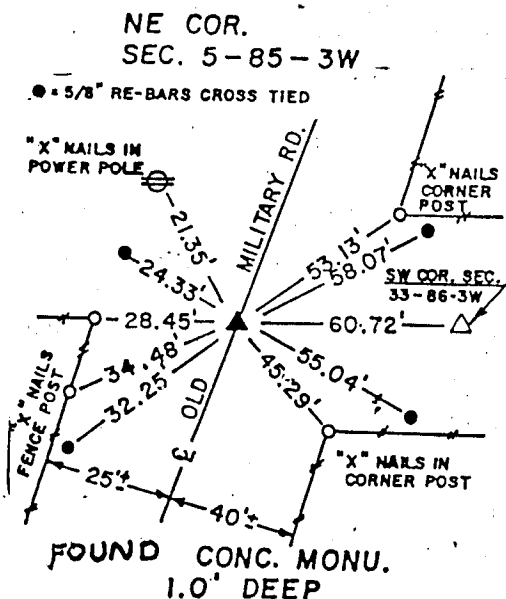 NE COR.
SEC. 5-85-3W
● = 5/8" RE-BARS CROSS TIED
"X" NAILS IN
POWER POLE
MILITARY RD.
"X" NAILS
CORNER
POST
21.35'
24.33'
53.13'
58.07'
SW COR. SEC.
33-86-3W
28.45'
60.72'
34.48'
32.25'
45.29'
55.04'
OLD
"X" NAILS
FENCE POST
℄
25'±
40'±
"X" NAILS IN
CORNER POST
FOUND CONC. MONU.
1.0' DEEP